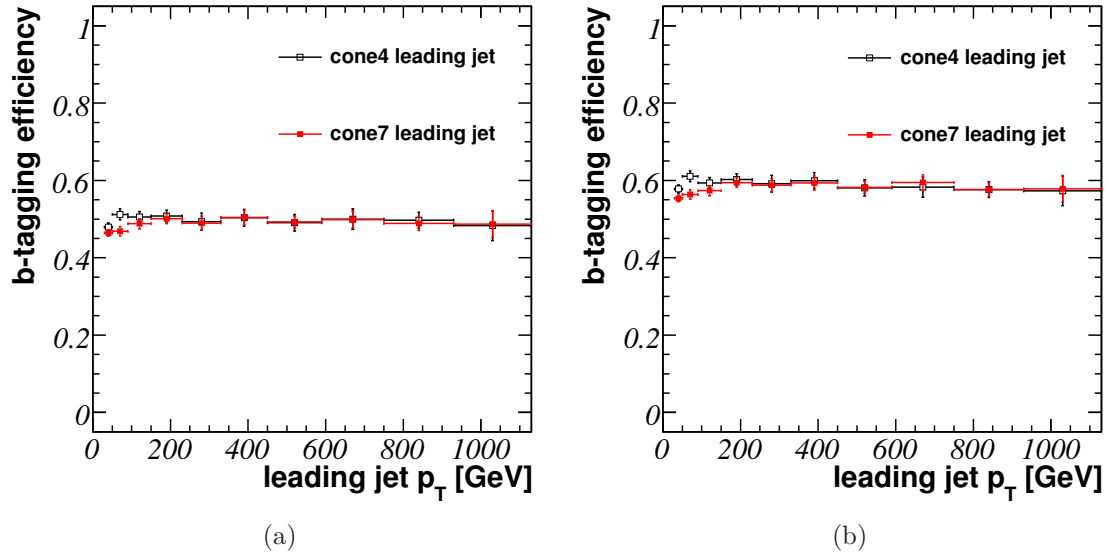 b-tagging efficiency
1
0.8
0.6
0.4
0.2
0
cone4 leading jet
cone7 leading jet
0 200 400 600 800 1000
leading jet p_T [GeV]
(a)
b-tagging efficiency
1
0.8
0.6
0.4
0.2
0
cone4 leading jet
cone7 leading jet
0 200 400 600 800 1000
leading jet p_T [GeV]
(b)